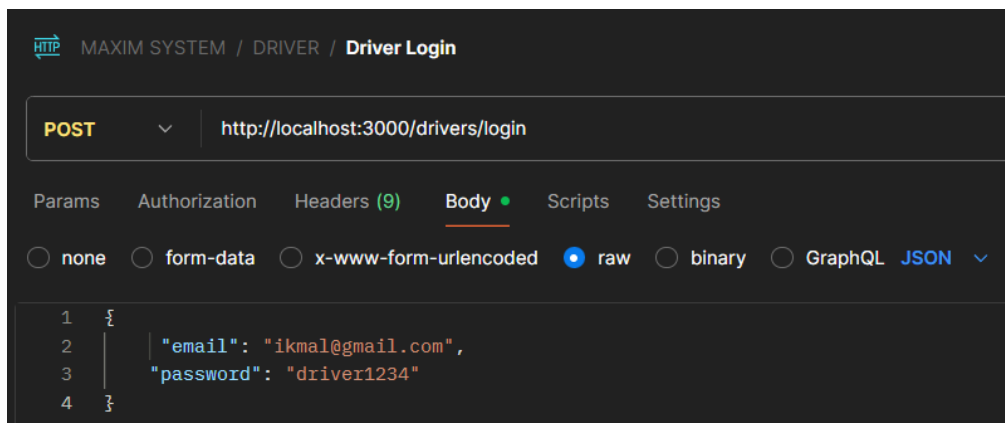 HTTP MAXIM SYSTEM / DRIVER / Driver Login
POST http://localhost:3000/drivers/login
Params Authorization Headers (9) Body Scripts Settings
none form-data x-www-form-urlencoded raw binary GraphQL JSON
1 {
2 "email": "ikmal@gmail.com",
3 "password": "driver1234"
4 }